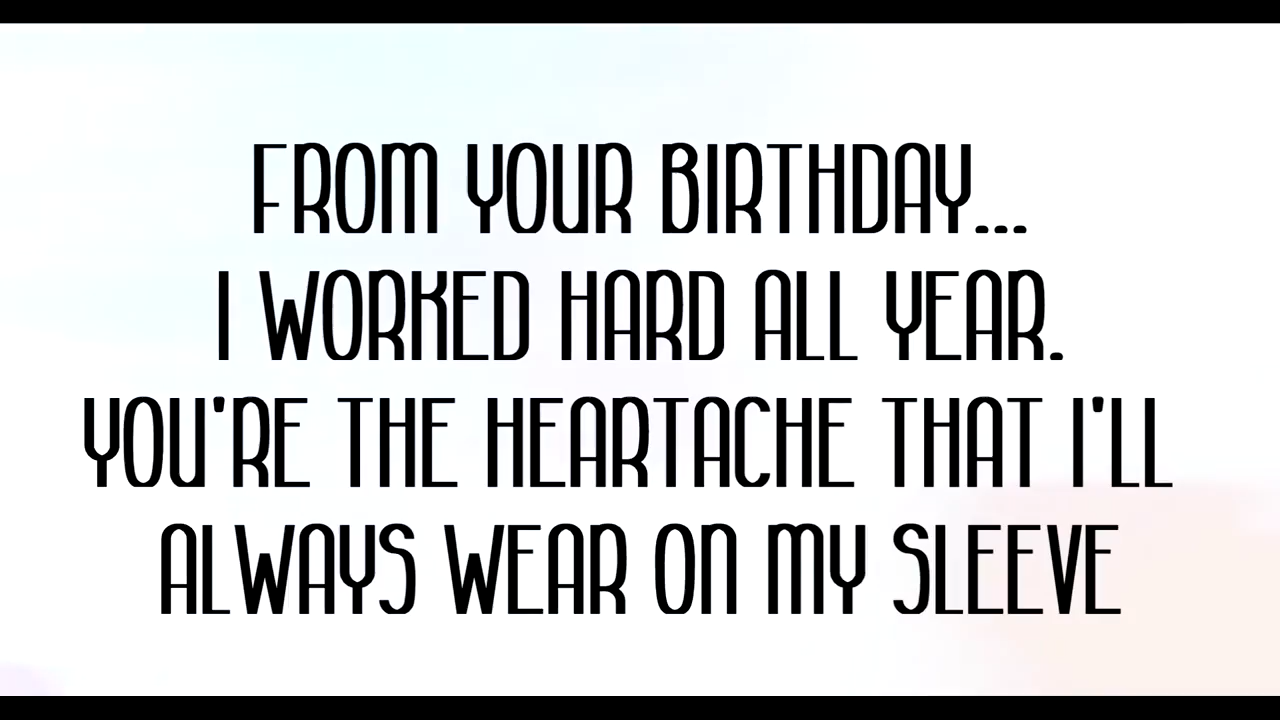 FROM YOUR BIRTHDAY...
I WORKED HARD ALL YEAR.
YOU'RE THE HEARTACHE THAT I'LL
ALWAYS WEAR ON MY SLEEVE